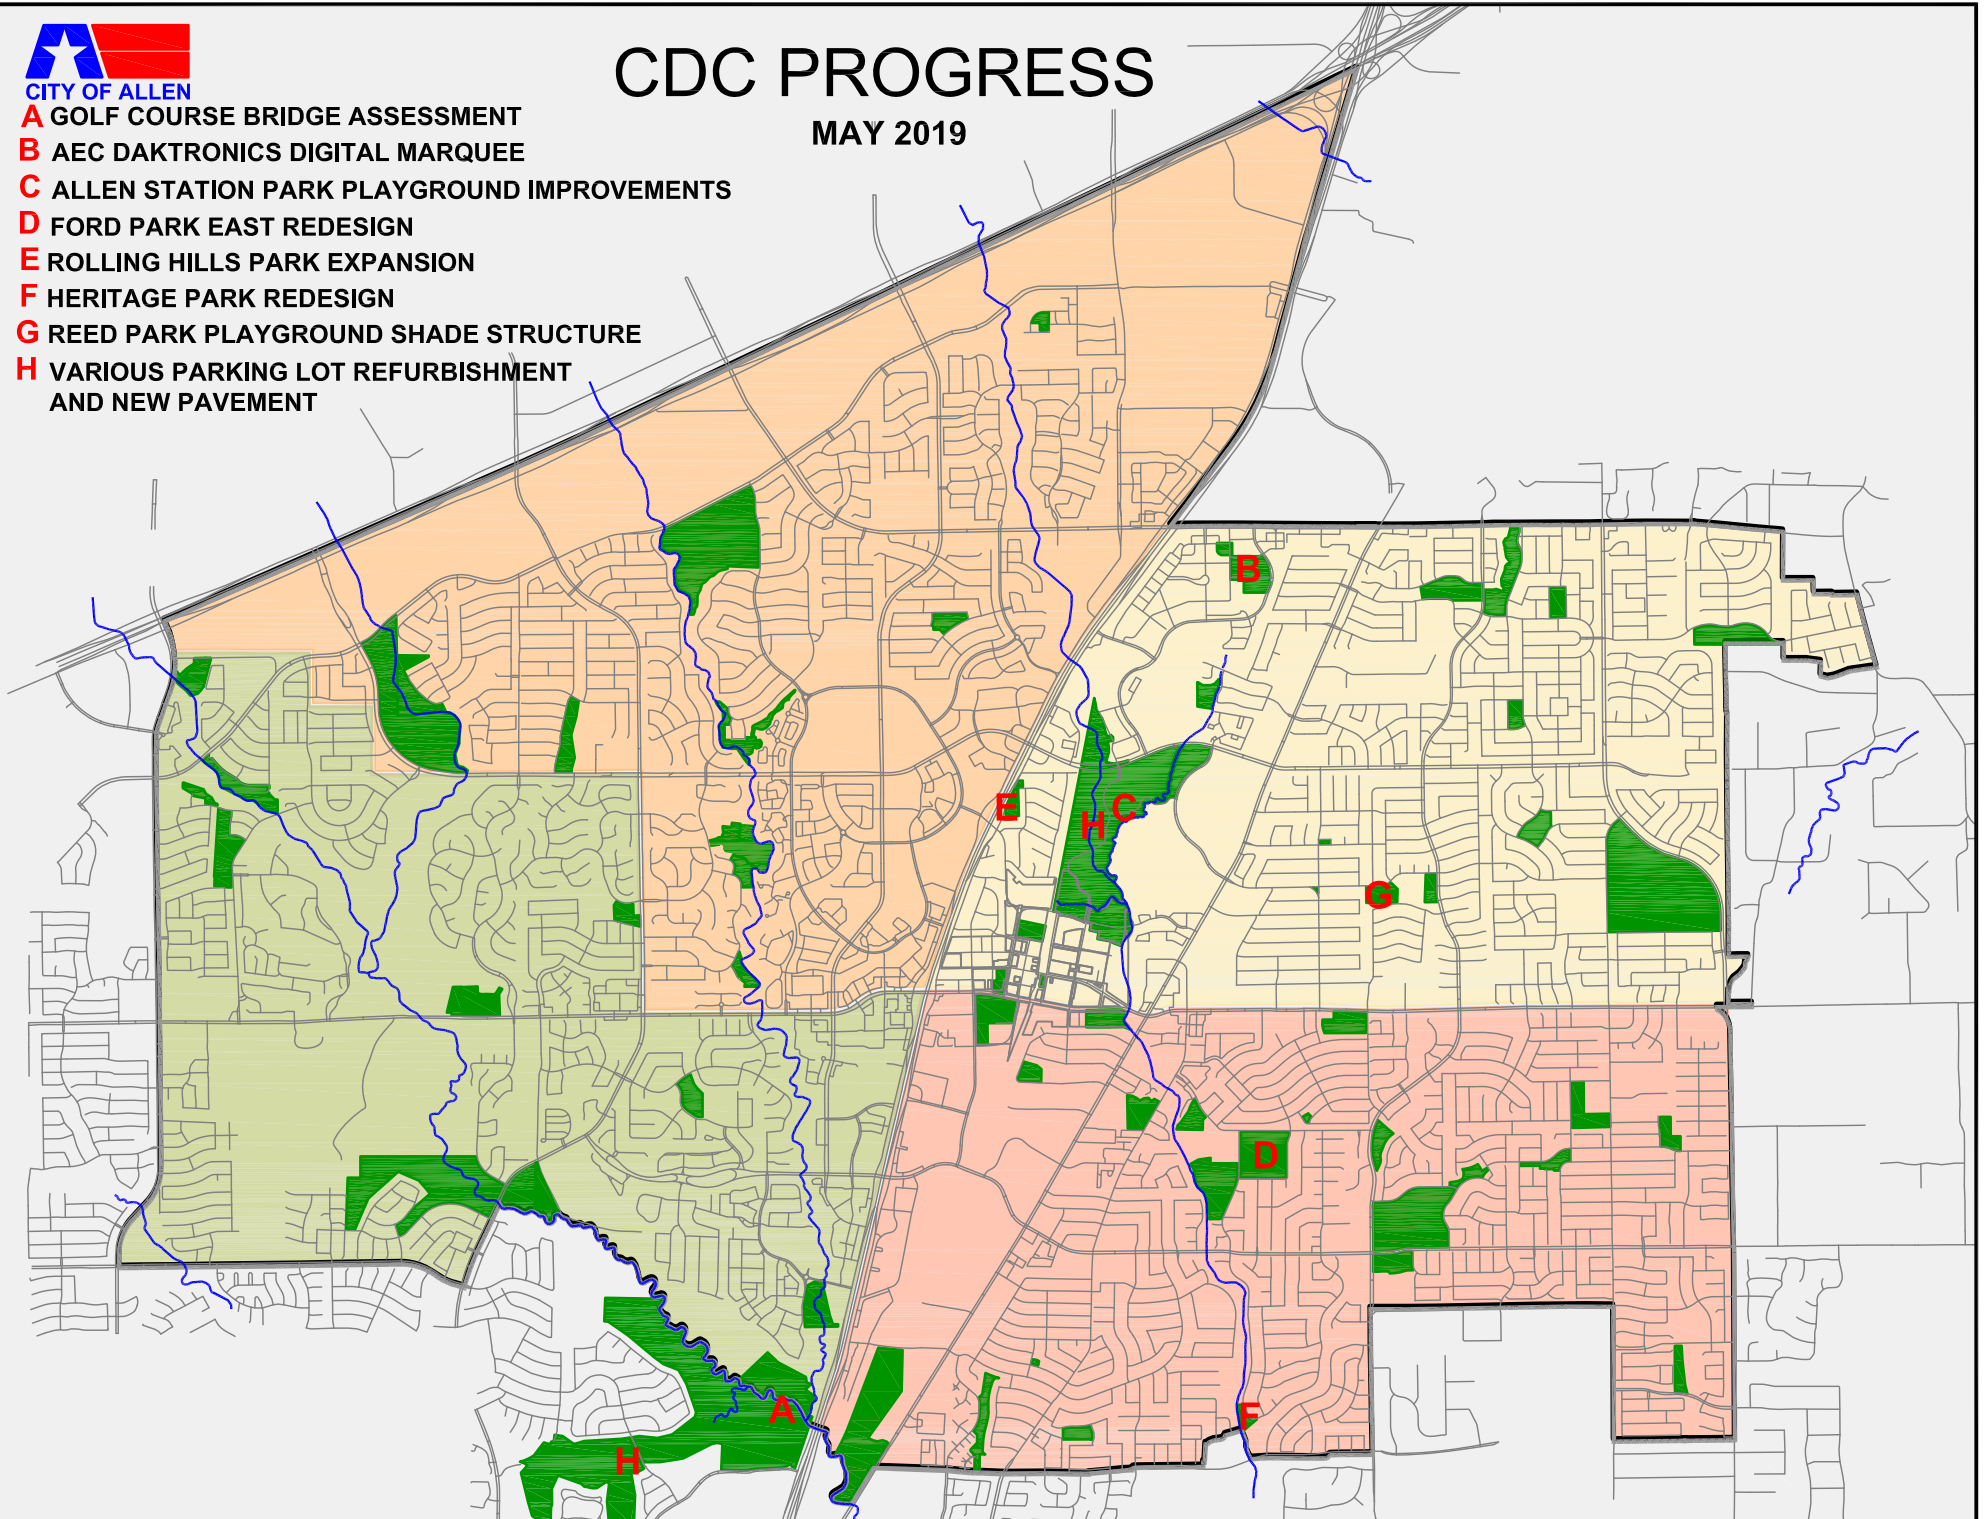 CITY OF ALLEN
CDC PROGRESS
MAY 2019
A GOLF COURSE BRIDGE ASSESSMENT
B AEC DAKTRONICS DIGITAL MARQUEE
C ALLEN STATION PARK PLAYGROUND IMPROVEMENTS
D FORD PARK EAST REDESIGN
E ROLLING HILLS PARK EXPANSION
F HERITAGE PARK REDESIGN
G REED PARK PLAYGROUND SHADE STRUCTURE
H VARIOUS PARKING LOT REFURBISHMENT
AND NEW PAVEMENT
B
E
C
H
G
D
A
F
H